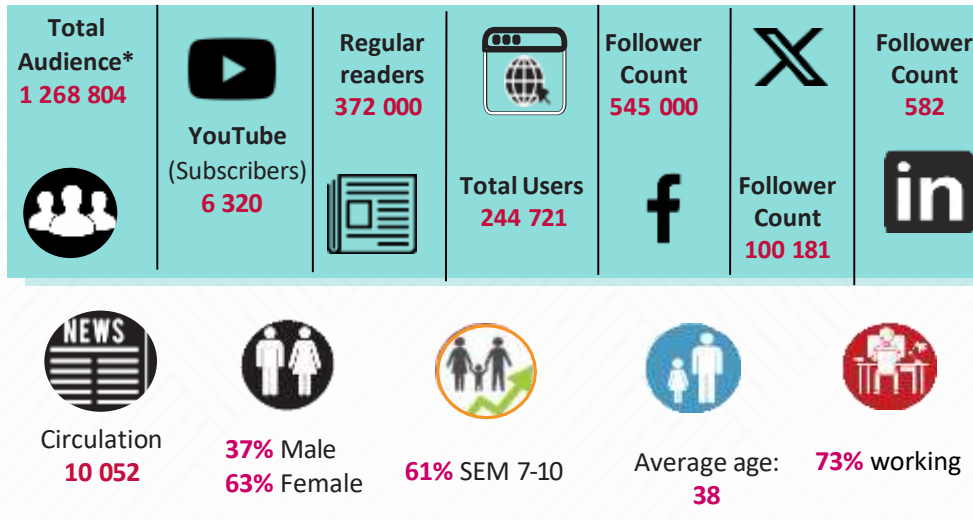 Total
Audience*
1 268 804
YouTube
(Subscribers)
6 320
Regular
readers
372 000
Total Users
244 721
Follower
Count
545 000
f
X
Follower
Count
100 181
Follower
Count
582
in
NEWS
Circulation
10 052
37% Male
63% Female
61% SEM 7-10
Average age:
38
73% working